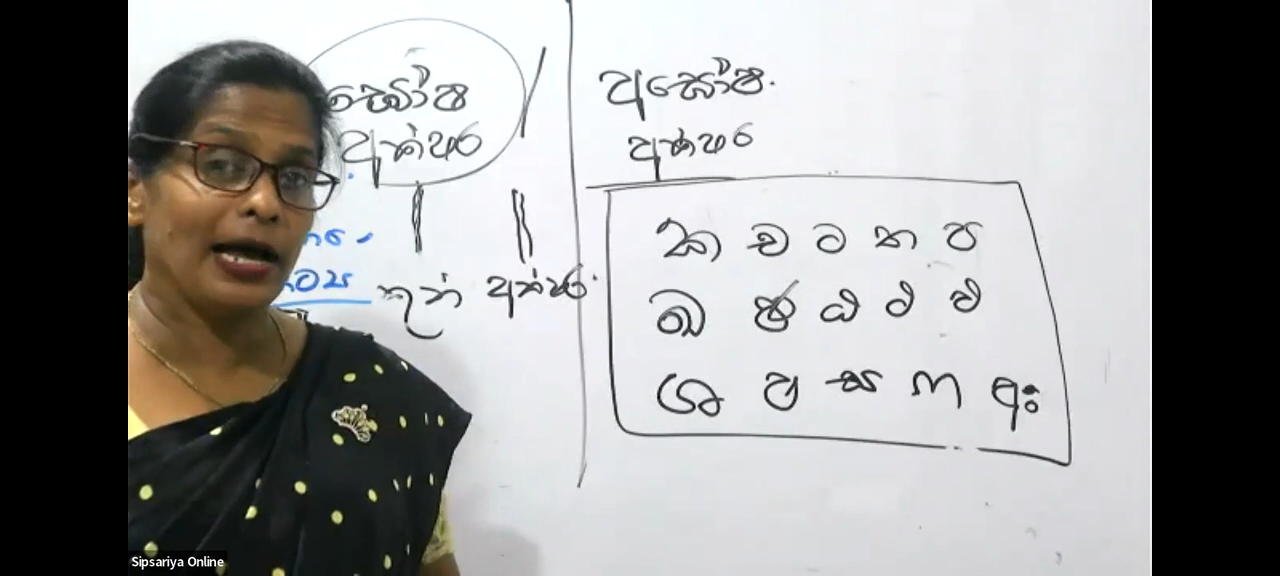 ඝෝෂ
අක්ෂර
අඝෝෂ
අක්ෂර
ක ච ට ත ප
ඛ ඡ ඨ ථ ඵ
ශ ෂ ස ෆ අඃ
අක්ෂර
Sipsariya Online